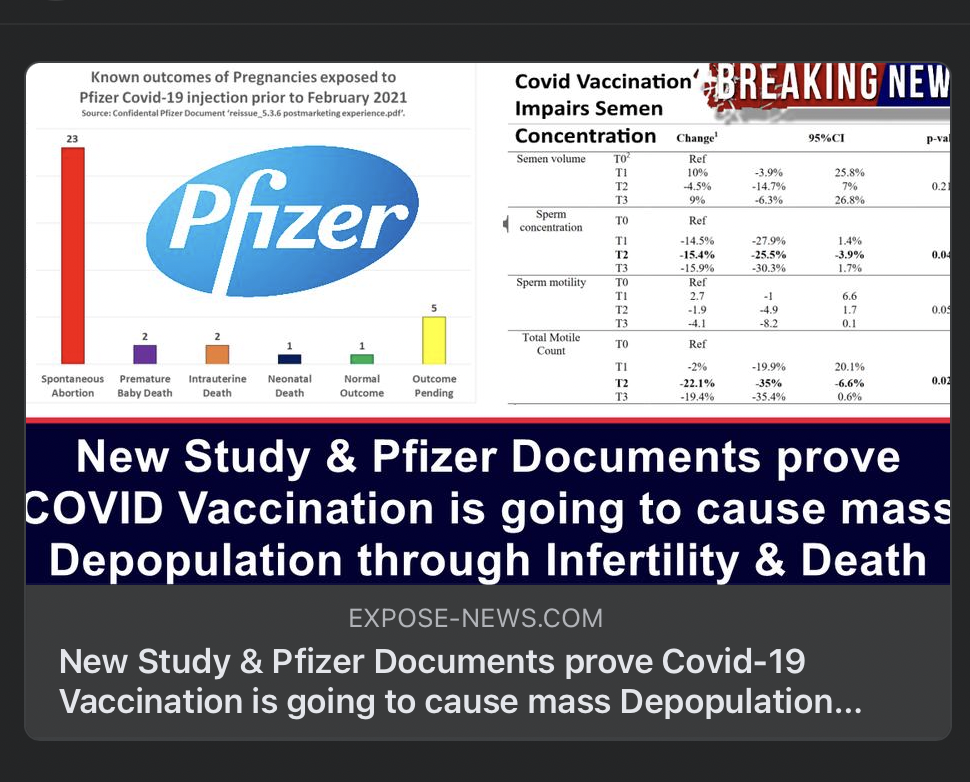 Known outcomes of Pregnancies exposed to
Pfizer Covid-19 injection prior to February 2021
Source: Confidental Pfizer Document 'reissue_5.3.6 postmarketing experience.pdf'.
23
2
2
1
1
5
Pfizer
Spontaneous Abortion
Premature Baby Death
Intrauterine Death
Neonatal Death
Normal Outcome
Outcome Pending
BREAKING NEW
Covid Vaccination
Impairs Semen
Concentration
Change¹ 95%CI p-val
Semen volume T0² Ref
T1 10% -3.9% 25.8%
T2 -4.5% -14.7% 7% 0.21
T3 9% -6.3% 26.8%
Sperm concentration T0 Ref
T1 -14.5% -27.9% 1.4%
T2 -15.4% -25.5% -3.9% 0.04
T3 -15.9% -30.3% 1.7%
Sperm motility T0 Ref
T1 2.7 -1 6.6
T2 -1.9 -4.9 1.7 0.05
T3 -4.1 -8.2 0.1
Total Motile Count T0 Ref
T1 -2% -19.9% 20.1%
T2 -22.1% -35% -6.6% 0.02
T3 -19.4% -35.4% 0.6%
New Study & Pfizer Documents prove
COVID Vaccination is going to cause mass
Depopulation through Infertility & Death
EXPOSE-NEWS.COM
New Study & Pfizer Documents prove Covid-19
Vaccination is going to cause mass Depopulation...